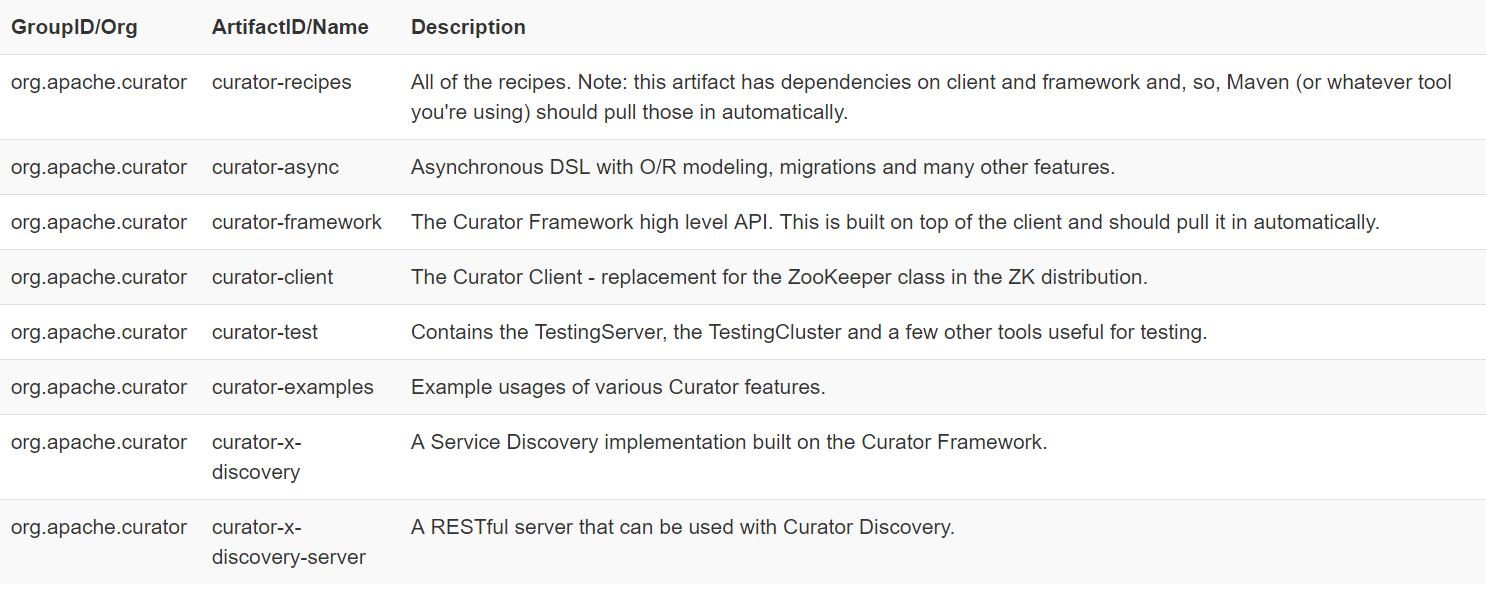 GroupID/Org ArtifactID/Name Description
org.apache.curator curator-recipes All of the recipes. Note: this artifact has dependencies on client and framework and, so, Maven (or whatever tool
you're using) should pull those in automatically.
org.apache.curator curator-async Asynchronous DSL with O/R modeling, migrations and many other features.
org.apache.curator curator-framework The Curator Framework high level API. This is built on top of the client and should pull it in automatically.
org.apache.curator curator-client The Curator Client - replacement for the ZooKeeper class in the ZK distribution.
org.apache.curator curator-test Contains the TestingServer, the TestingCluster and a few other tools useful for testing.
org.apache.curator curator-examples Example usages of various Curator features.
org.apache.curator curator-x- A Service Discovery implementation built on the Curator Framework.
discovery
org.apache.curator curator-x- A RESTful server that can be used with Curator Discovery.
discovery-server